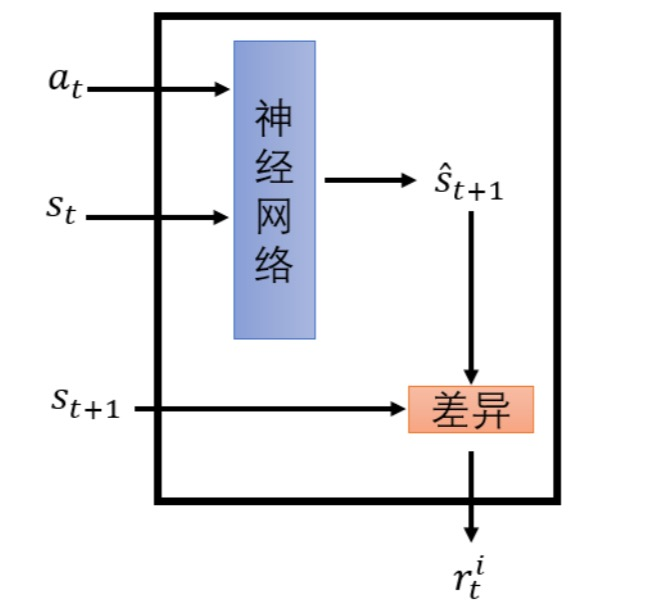 a_t
神经网络
s_t
ŝ_{t+1}
s_{t+1}
差异
r_t^i